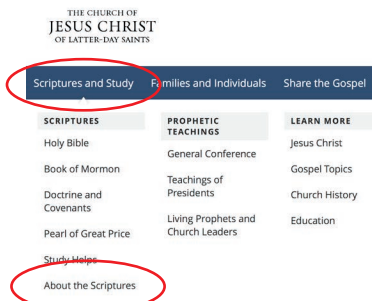 THE CHURCH OF
JESUS CHRIST
OF LATTER-DAY SAINTS
Scriptures and Study
Families and Individuals
Share the Gospel
SCRIPTURES
Holy Bible
Book of Mormon
Doctrine and
Covenants
Pearl of Great Price
Study Helps
About the Scriptures
PROPHETIC
TEACHINGS
General Conference
Teachings of
Presidents
Living Prophets and
Church Leaders
LEARN MORE
Jesus Christ
Gospel Topics
Church History
Education